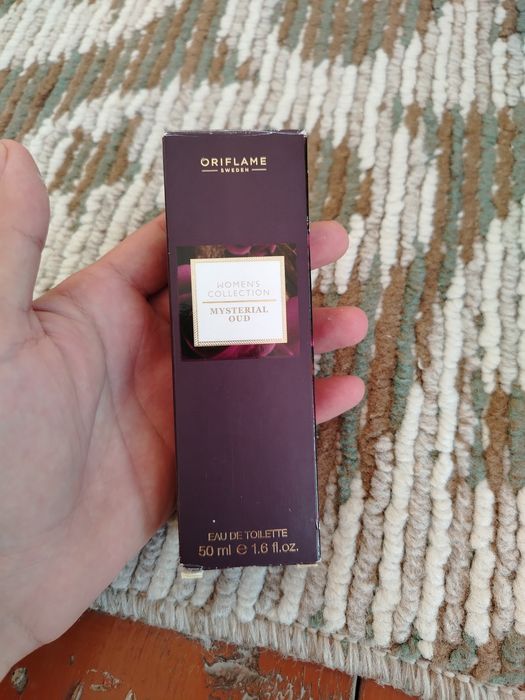 ORIFLAME
SWEDEN
WOMEN'S
COLLECTION
MYSTERIAL
OUD
EAU DE TOILETTE
50 ml ℮ 1.6 fl.oz.